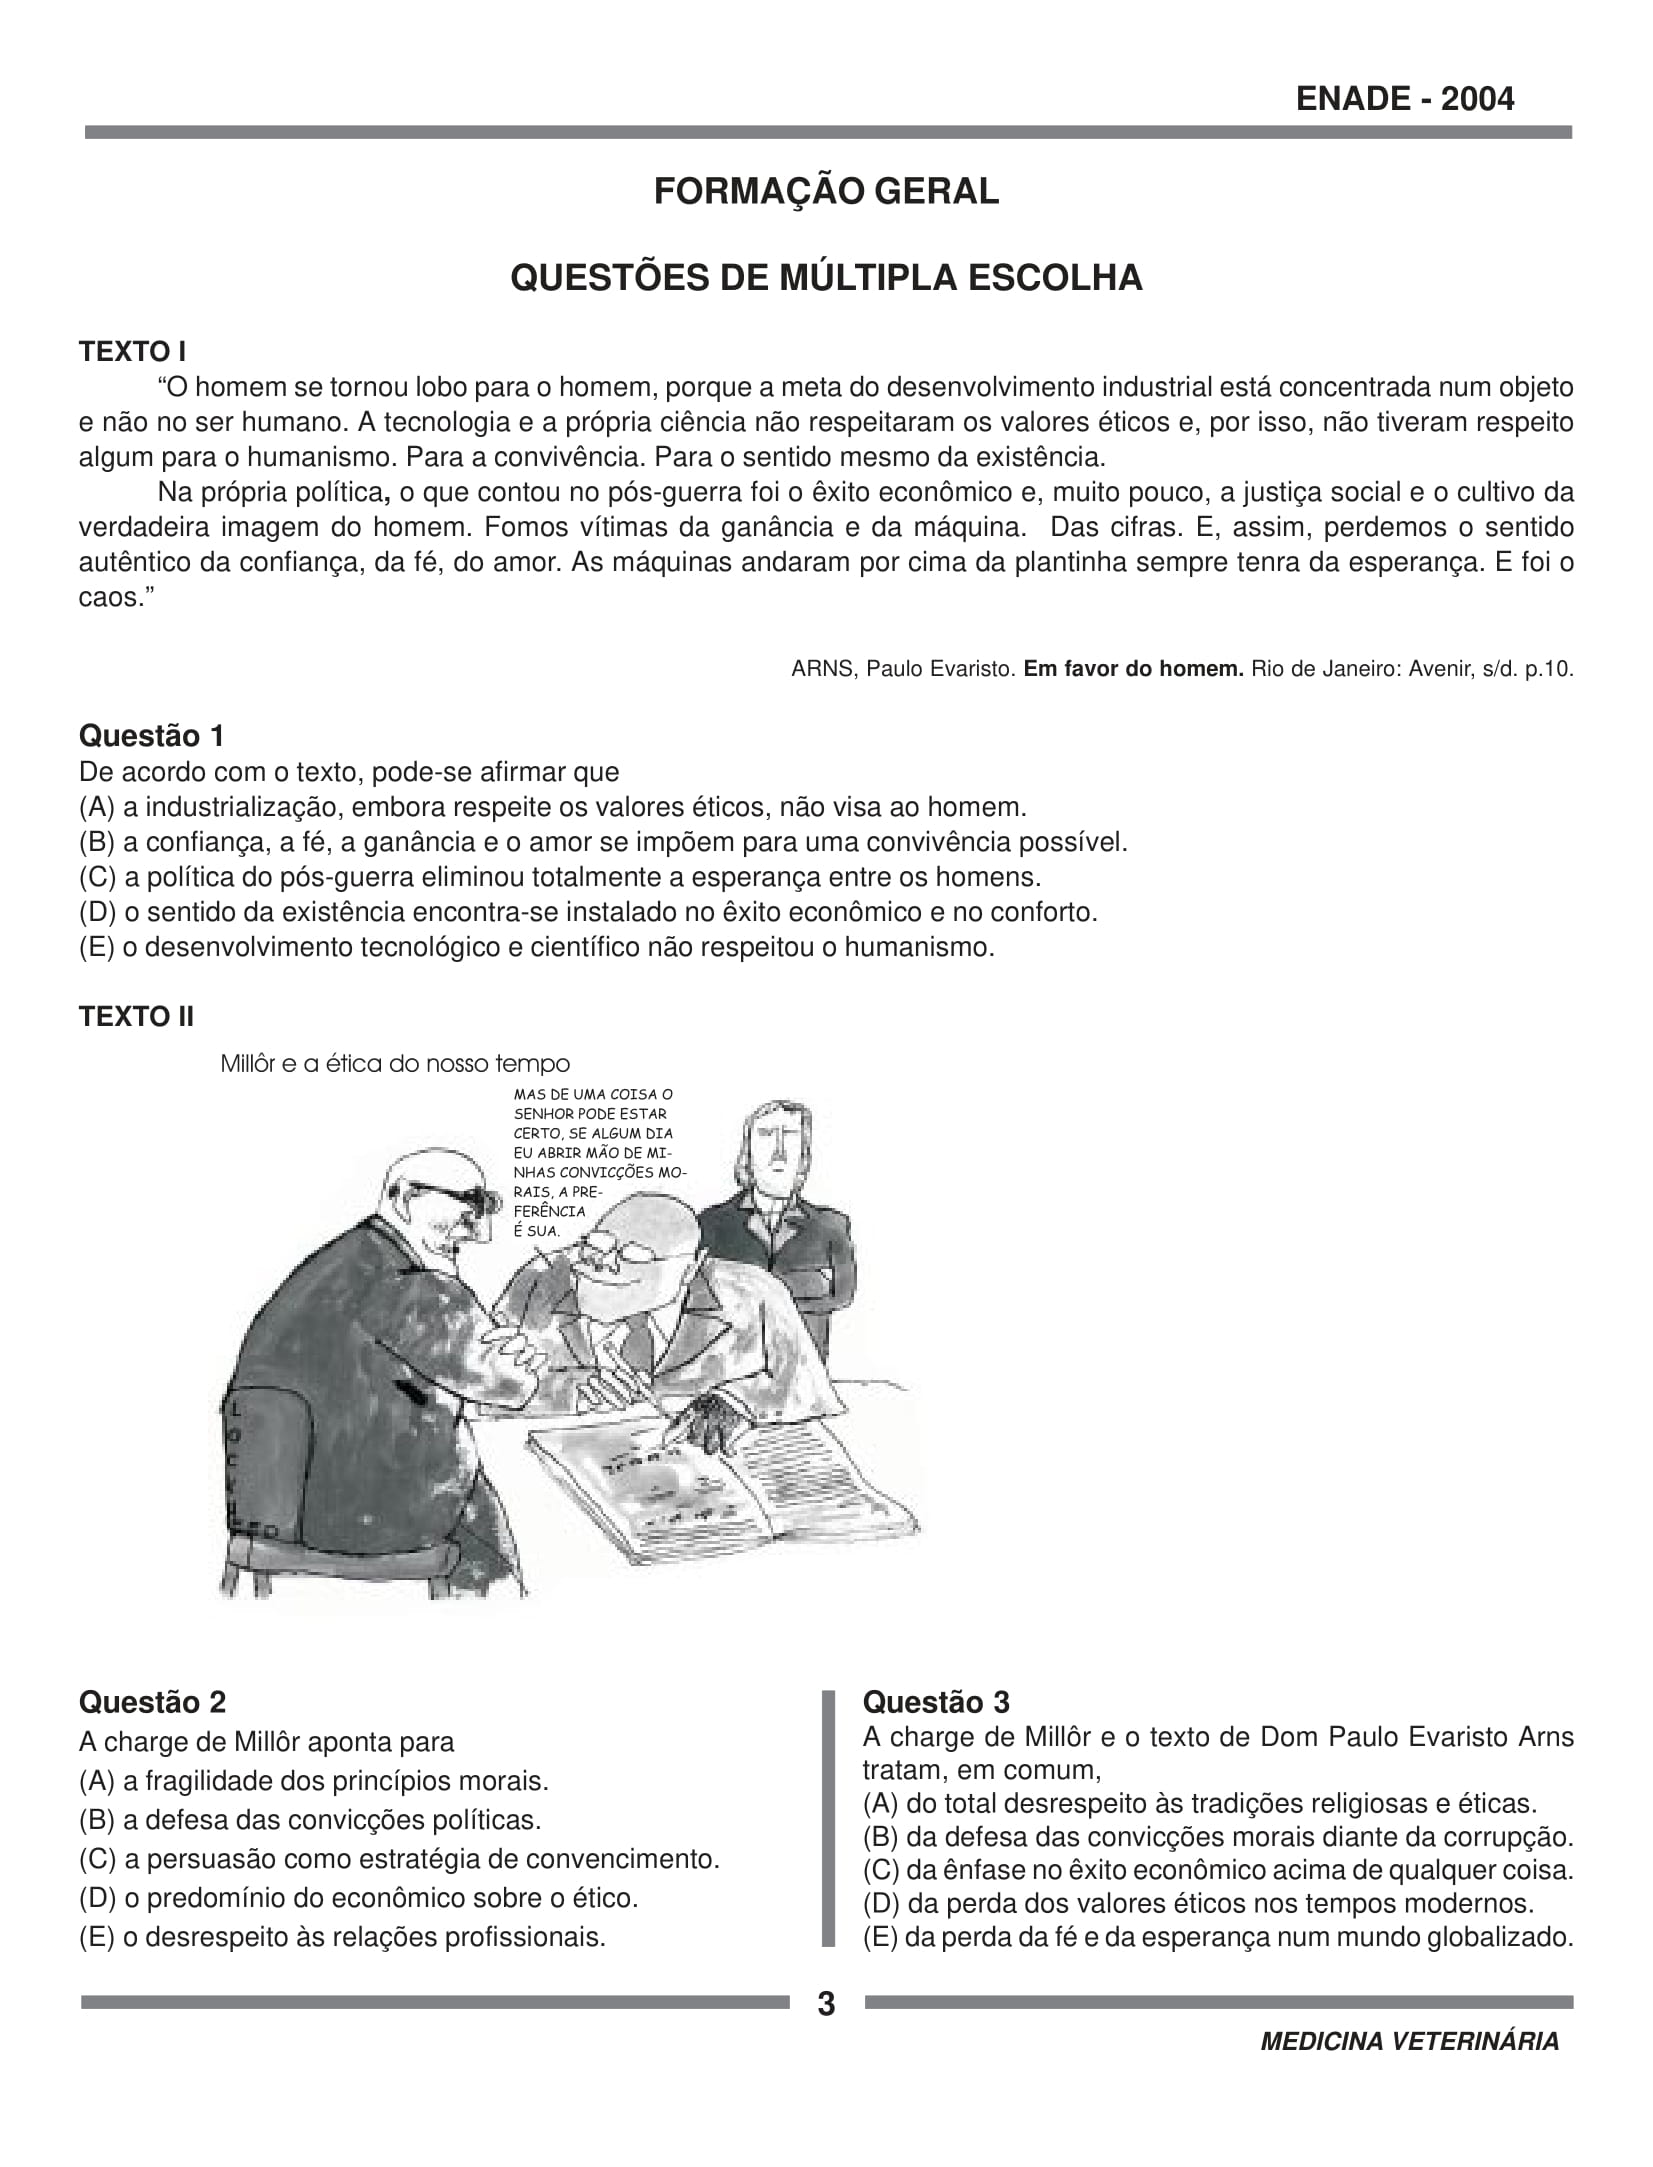 ENADE - 2004
FORMAÇÃO GERAL
QUESTÕES DE MÚLTIPLA ESCOLHA
TEXTO I
“O homem se tornou lobo para o homem, porque a meta do desenvolvimento industrial está concentrada num objeto
e não no ser humano. A tecnologia e a própria ciência não respeitaram os valores éticos e, por isso, não tiveram respeito
algum para o humanismo. Para a convivência. Para o sentido mesmo da existência.
Na própria política, o que contou no pós-guerra foi o êxito econômico e, muito pouco, a justiça social e o cultivo da
verdadeira imagem do homem. Fomos vítimas da ganância e da máquina. Das cifras. E, assim, perdemos o sentido
autêntico da confiança, da fé, do amor. As máquinas andaram por cima da plantinha sempre tenra da esperança. E foi o
caos.”
ARNS, Paulo Evaristo. Em favor do homem. Rio de Janeiro: Avenir, s/d. p.10.
Questão 1
De acordo com o texto, pode-se afirmar que
(A) a industrialização, embora respeite os valores éticos, não visa ao homem.
(B) a confiança, a fé, a ganância e o amor se impõem para uma convivência possível.
(C) a política do pós-guerra eliminou totalmente a esperança entre os homens.
(D) o sentido da existência encontra-se instalado no êxito econômico e no conforto.
(E) o desenvolvimento tecnológico e científico não respeitou o humanismo.
TEXTO II
Millôr e a ética do nosso tempo
MAS DE UMA COISA O
SENHOR PODE ESTAR
CERTO, SE ALGUM DIA
EU ABRIR MÃO DE MI-
NHAS CONVICÇÕES MO-
RAIS, A PRE-
FERÊNCIA
É SUA.
Questão 2
A charge de Millôr aponta para
(A) a fragilidade dos princípios morais.
(B) a defesa das convicções políticas.
(C) a persuasão como estratégia de convencimento.
(D) o predomínio do econômico sobre o ético.
(E) o desrespeito às relações profissionais.
Questão 3
A charge de Millôr e o texto de Dom Paulo Evaristo Arns
tratam, em comum,
(A) do total desrespeito às tradições religiosas e éticas.
(B) da defesa das convicções morais diante da corrupção.
(C) da ênfase no êxito econômico acima de qualquer coisa.
(D) da perda dos valores éticos nos tempos modernos.
(E) da perda da fé e da esperança num mundo globalizado.
3
MEDICINA VETERINÁRIA